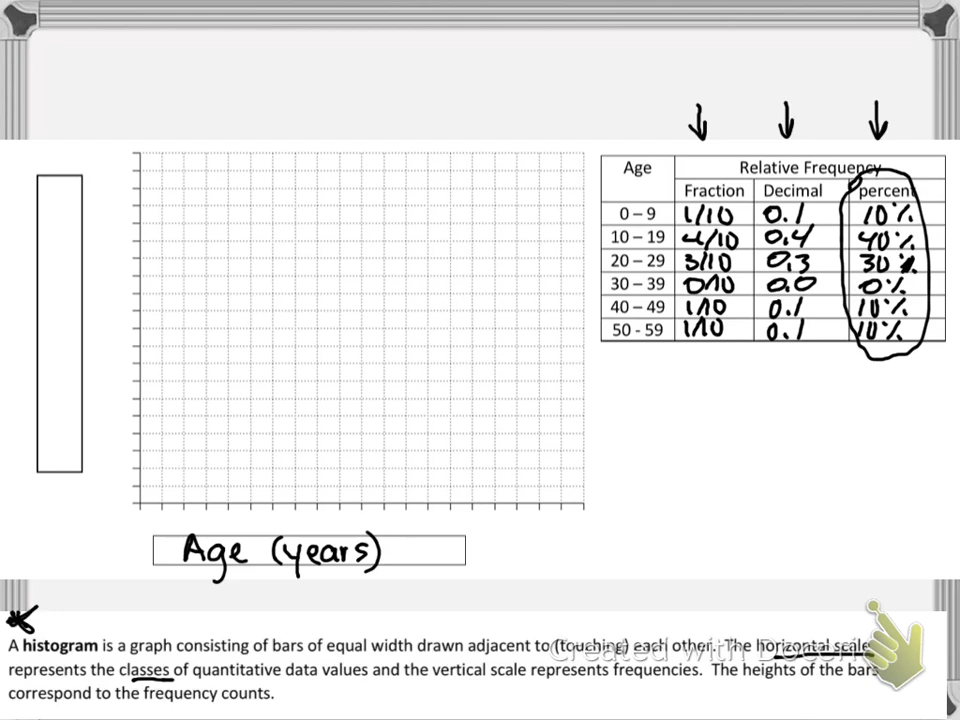 Age Relative Frequency
Fraction Decimal percent
0 – 9 1/10 0.1 10%
10 – 19 4/10 0.4 40%
20 – 29 3/10 0.3 30%
30 – 39 0/10 0.0 0%
40 – 49 1/10 0.1 10%
50 - 59 1/10 0.1 10%
Age (years)
A histogram is a graph consisting of bars of equal width drawn adjacent to (touching) each other. The horizontal scale
represents the classes of quantitative data values and the vertical scale represents frequencies. The heights of the bars
correspond to the frequency counts.
Created with